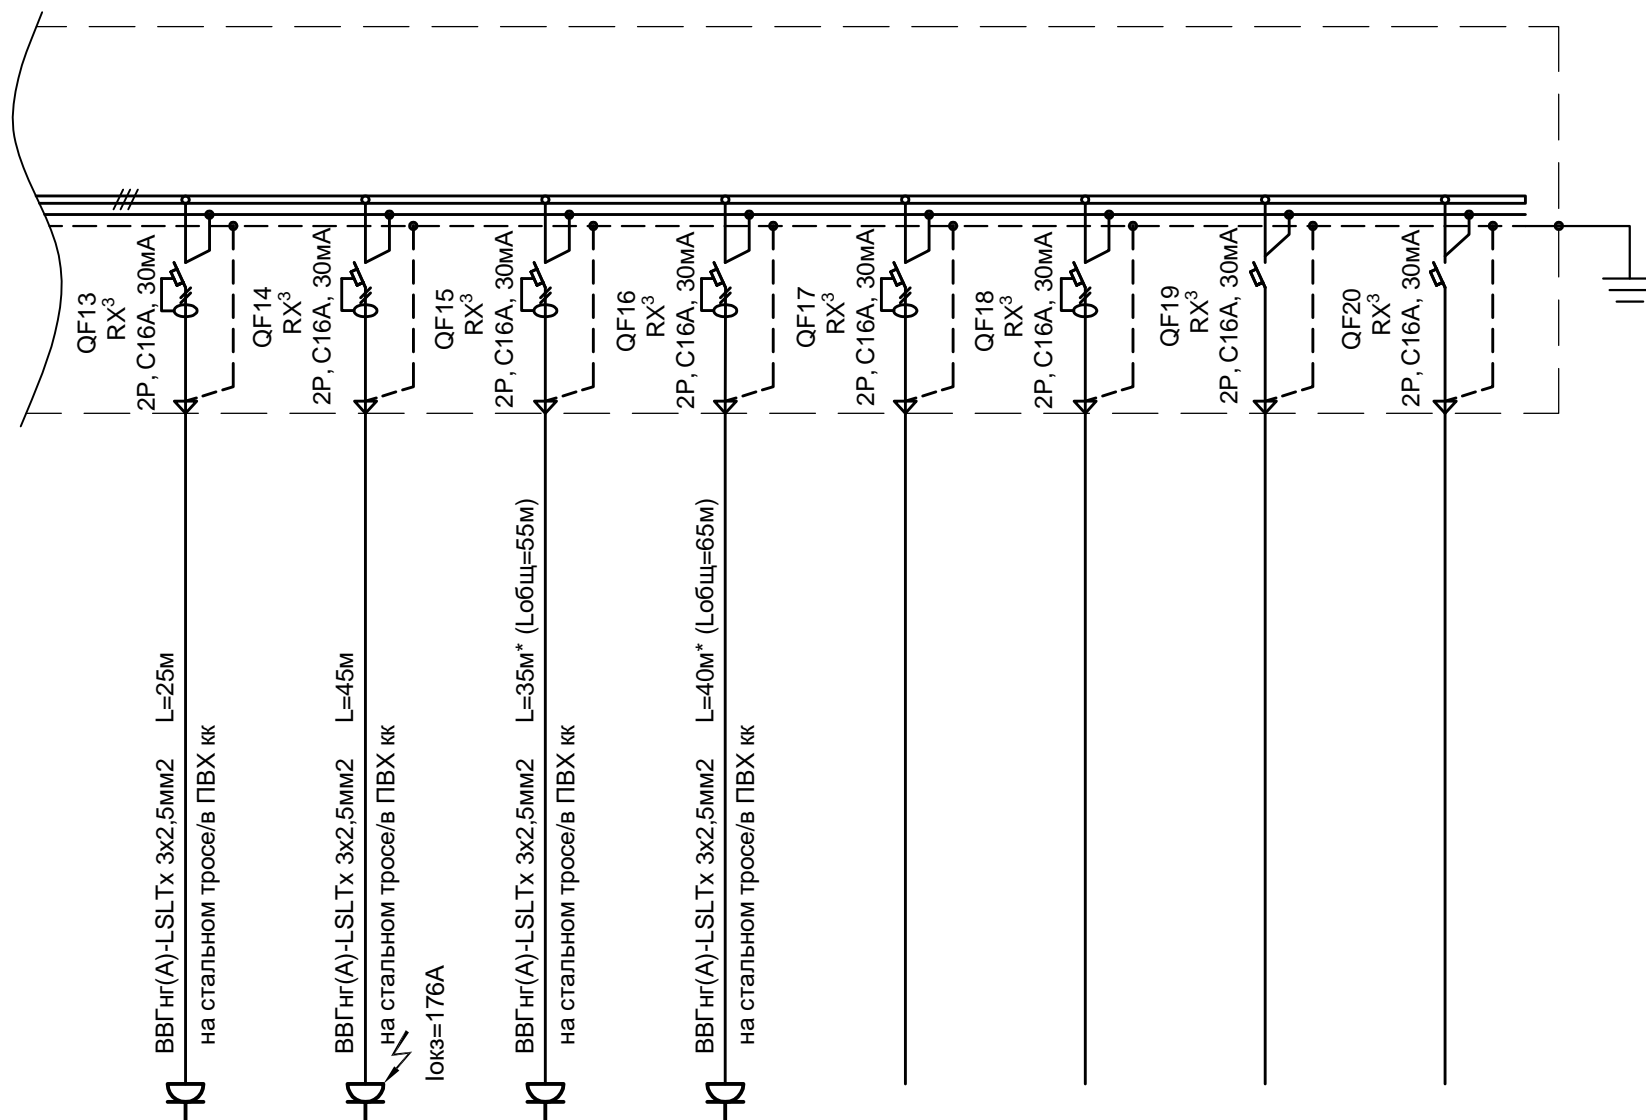 QF13
RX³
2P, C16A, 30мА
QF14
RX³
2P, C16A, 30мА
QF15
RX³
2P, C16A, 30мА
QF16
RX³
2P, C16A, 30мА
QF17
RX³
2P, C16A, 30мА
QF18
RX³
2P, C16A, 30мА
QF19
RX³
2P, C16A, 30мА
QF20
RX³
2P, C16A, 30мА
ВВГнг(А)-LSLTx 3х2,5мм2 L=25м
на стальном тросе/в ПВХ кк
ВВГнг(А)-LSLTx 3х2,5мм2 L=45м
на стальном тросе/в ПВХ кк
Iокз=176А
ВВГнг(А)-LSLTx 3х2,5мм2 L=35м* (Lобщ=55м)
на стальном тросе/в ПВХ кк
ВВГнг(А)-LSLTx 3х2,5мм2 L=40м* (Lобщ=65м)
на стальном тросе/в ПВХ кк